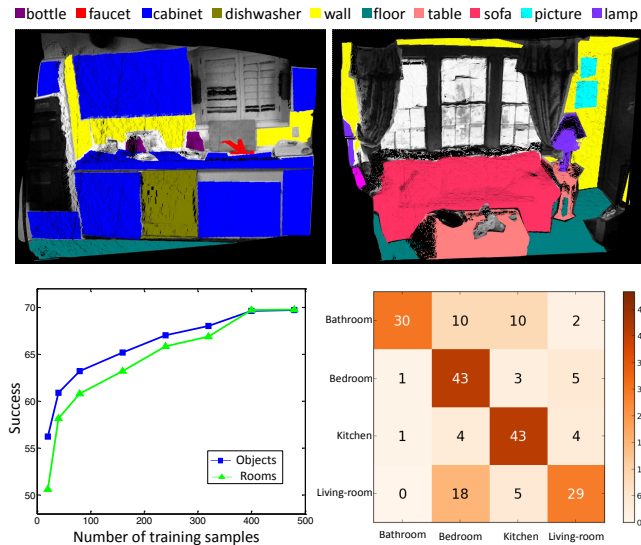 bottle faucet cabinet dishwasher wall floor table sofa picture lamp
70
65
60
55
50
Success
0 100 200 300 400 500
Number of training samples
Objects
Rooms
Bathroom 30 10 10 2
Bedroom 1 43 3 5
Kitchen 1 4 43 4
Living-room 0 18 5 29
Bathroom Bedroom Kitchen Living-room
6
0